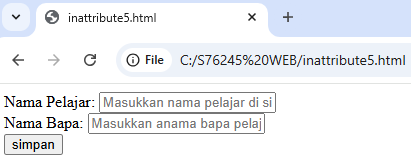 inattribute5.html
File C:/S76245%20WEB/inattribute5.html
Nama Pelajar: Masukkan nama pelajar di si
Nama Bapa: Masukkan anama bapa pelaj
simpan